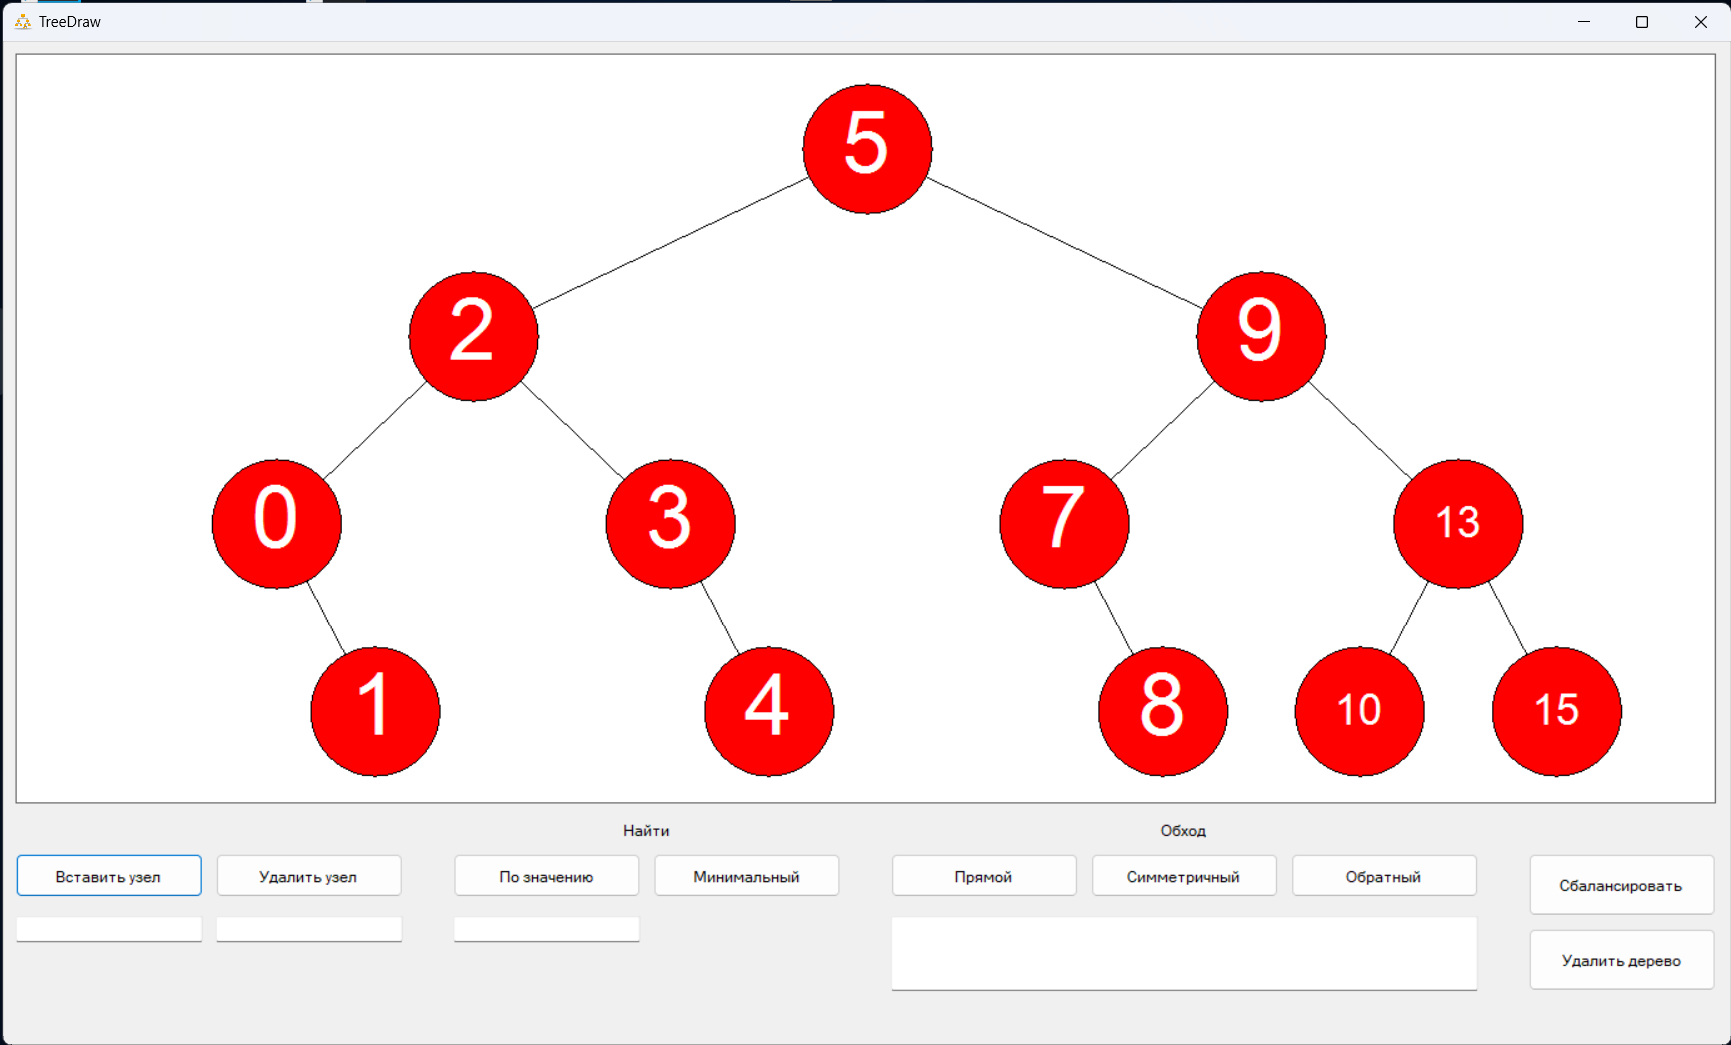 TreeDraw
5
2 9
0 3 7 13
1 4 8 10 15
Найти Обход
Вставить узел Удалить узел По значению Минимальный Прямой Симметричный Обратный Сбалансировать
Удалить дерево